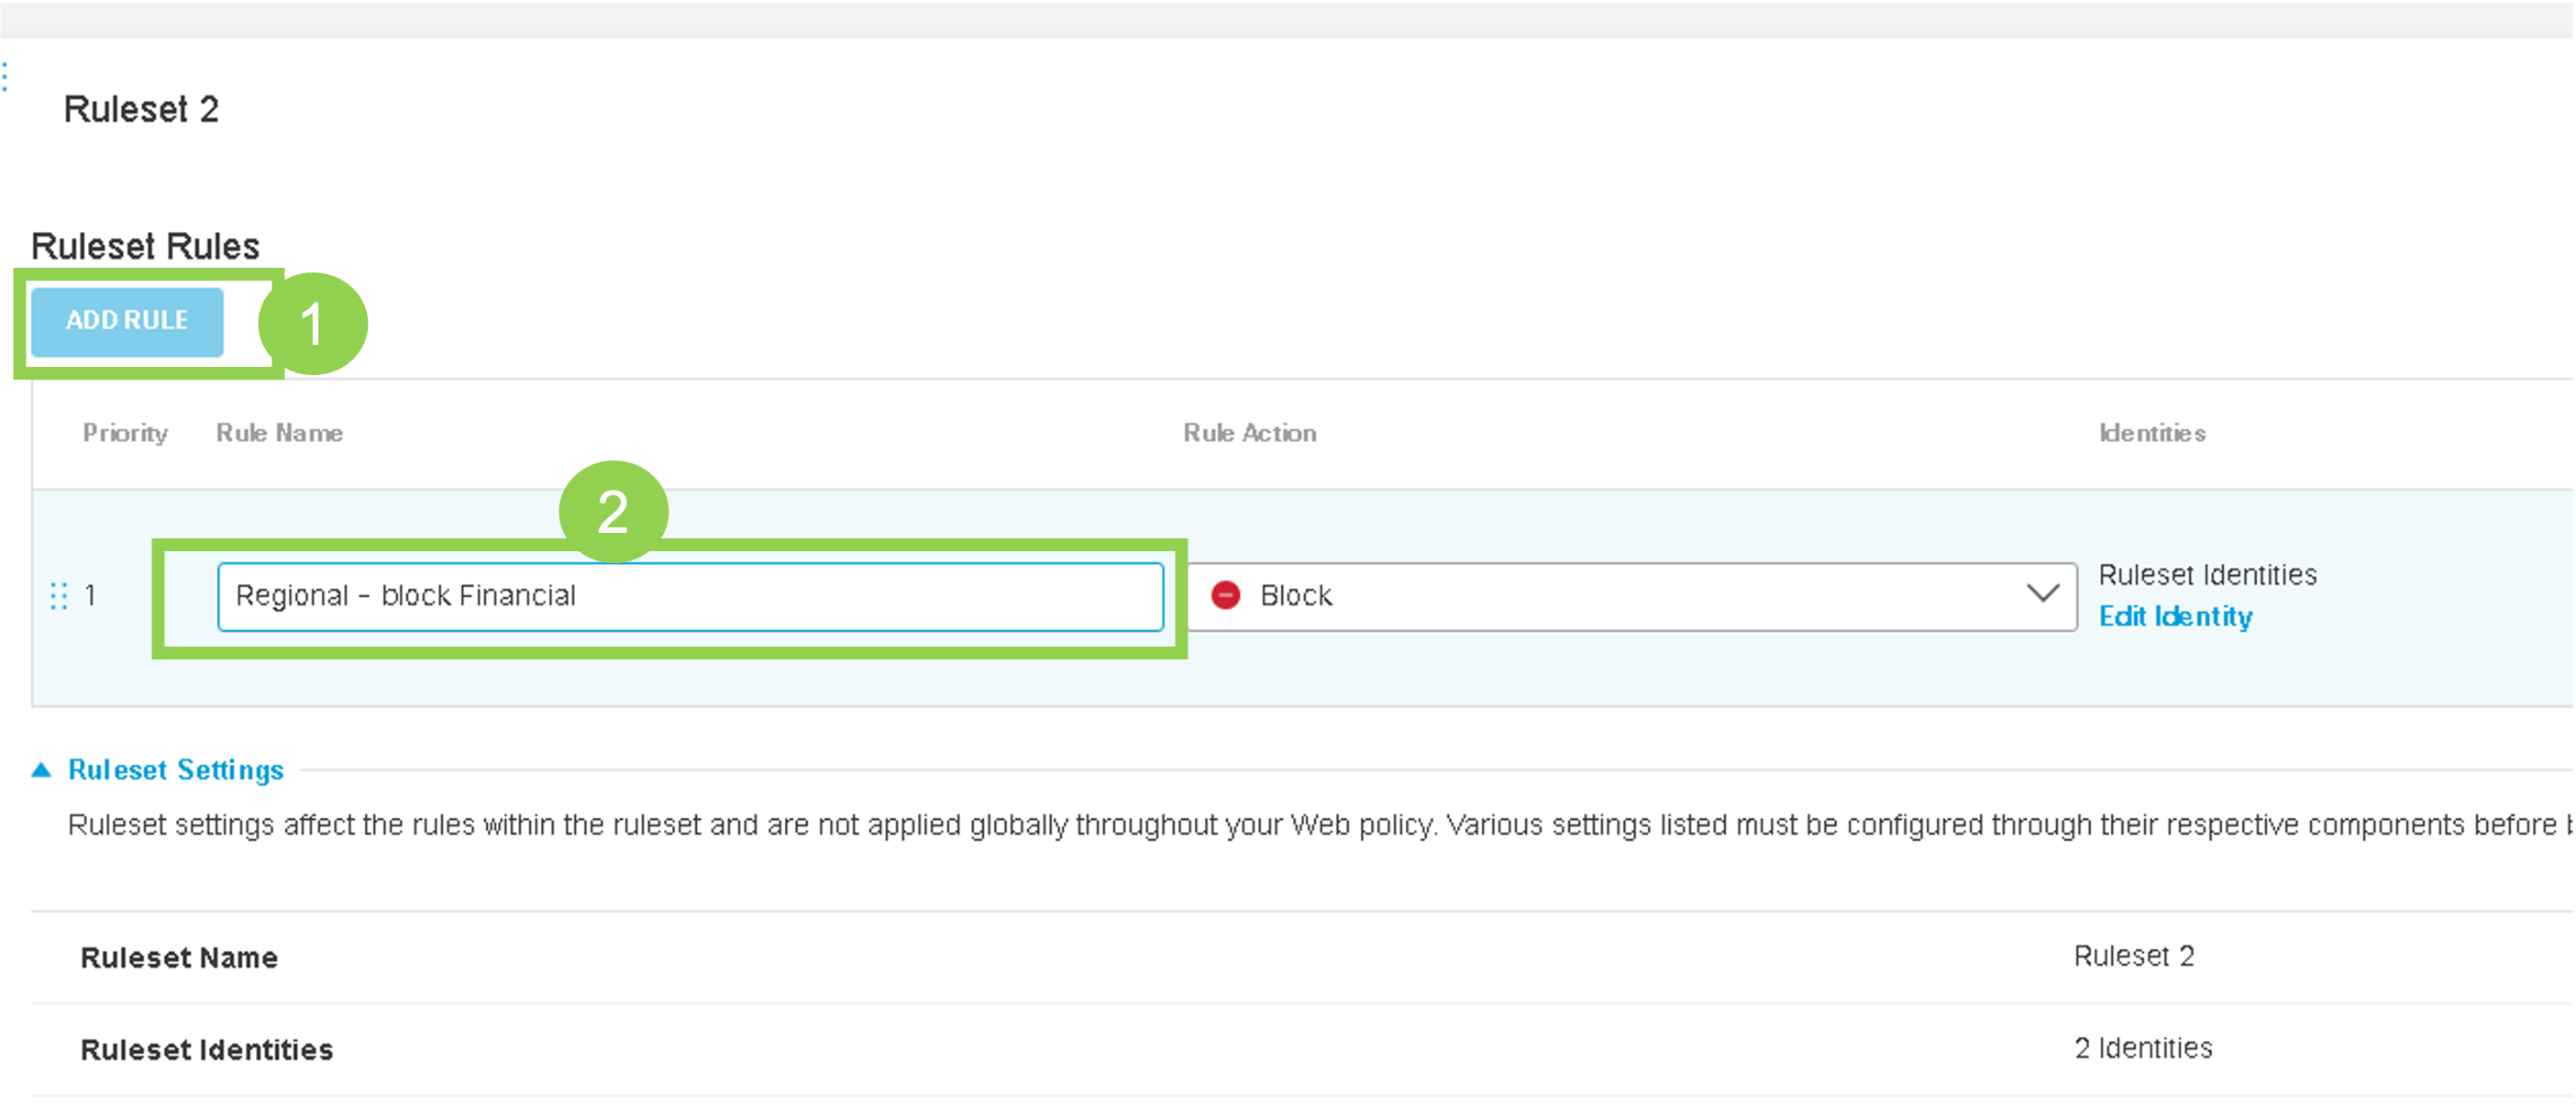 Ruleset 2
Ruleset Rules
ADD RULE
1
Priority Rule Name Rule Action Identities
2
1 Regional - block Financial Block Ruleset Identities
Edit Identity
Ruleset Settings
Ruleset settings affect the rules within the ruleset and are not applied globally throughout your Web policy. Various settings listed must be configured through their respective components before
Ruleset Name Ruleset 2
Ruleset Identities 2 Identities